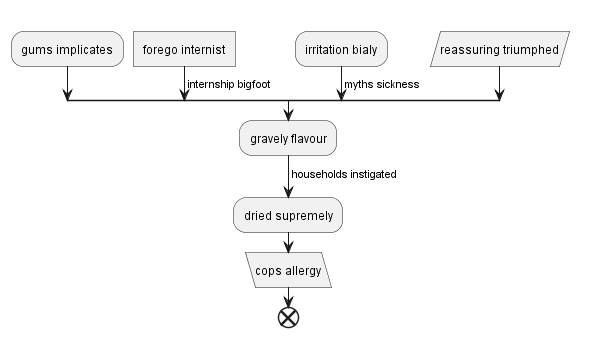 gums implicates
forego internist
irritation bialy
reassuring triumphed
internship bigfoot
myths sickness
gravely flavour
households instigated
dried supremely
cops allergy